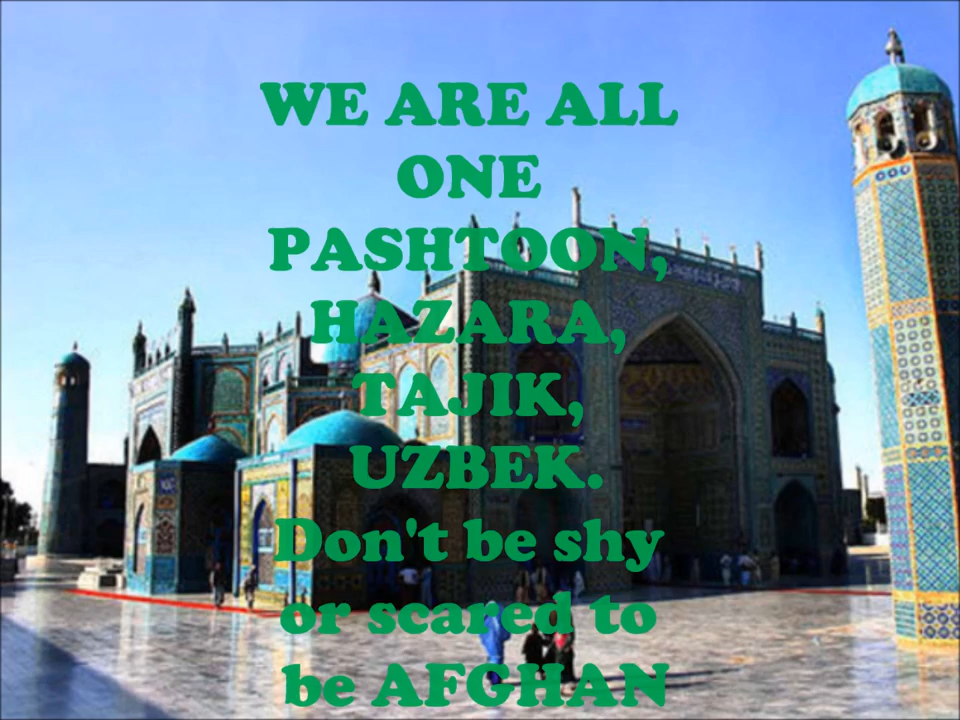 WE ARE ALL
ONE
PASHTOON,
HAZARA,
TAJIK,
UZBEK.
Don't be shy
or scared to
be AFGHAN